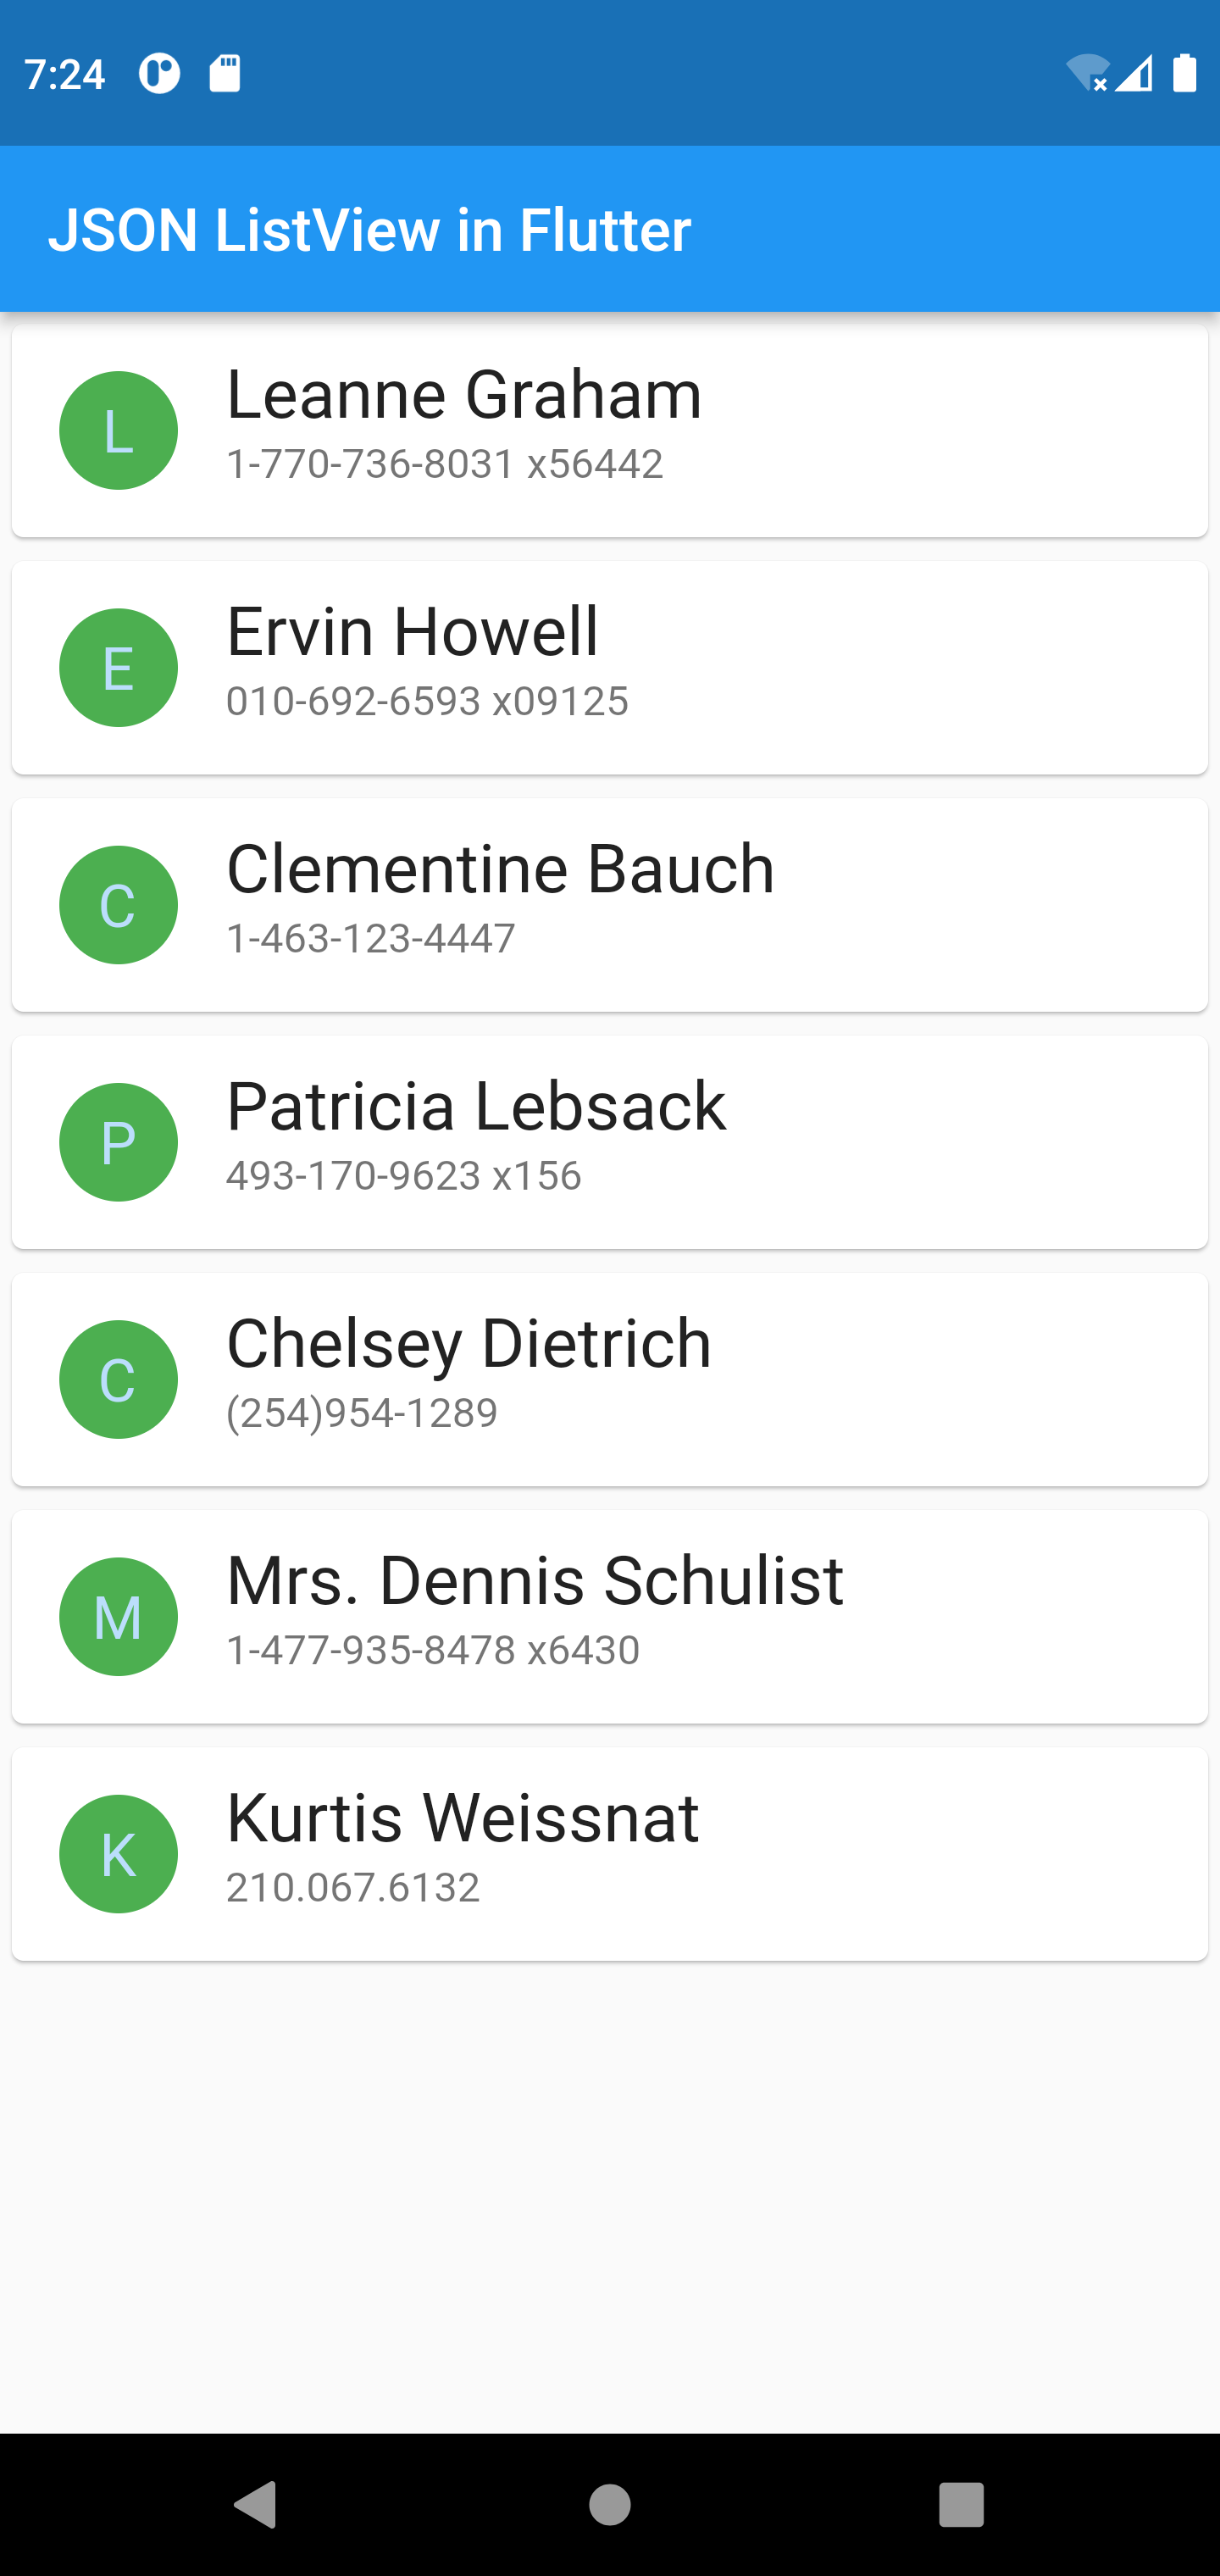 7:24
JSON ListView in Flutter
L
Leanne Graham
1-770-736-8031 x56442
E
Ervin Howell
010-692-6593 x09125
C
Clementine Bauch
1-463-123-4447
P
Patricia Lebsack
493-170-9623 x156
C
Chelsey Dietrich
(254)954-1289
M
Mrs. Dennis Schulist
1-477-935-8478 x6430
K
Kurtis Weissnat
210.067.6132